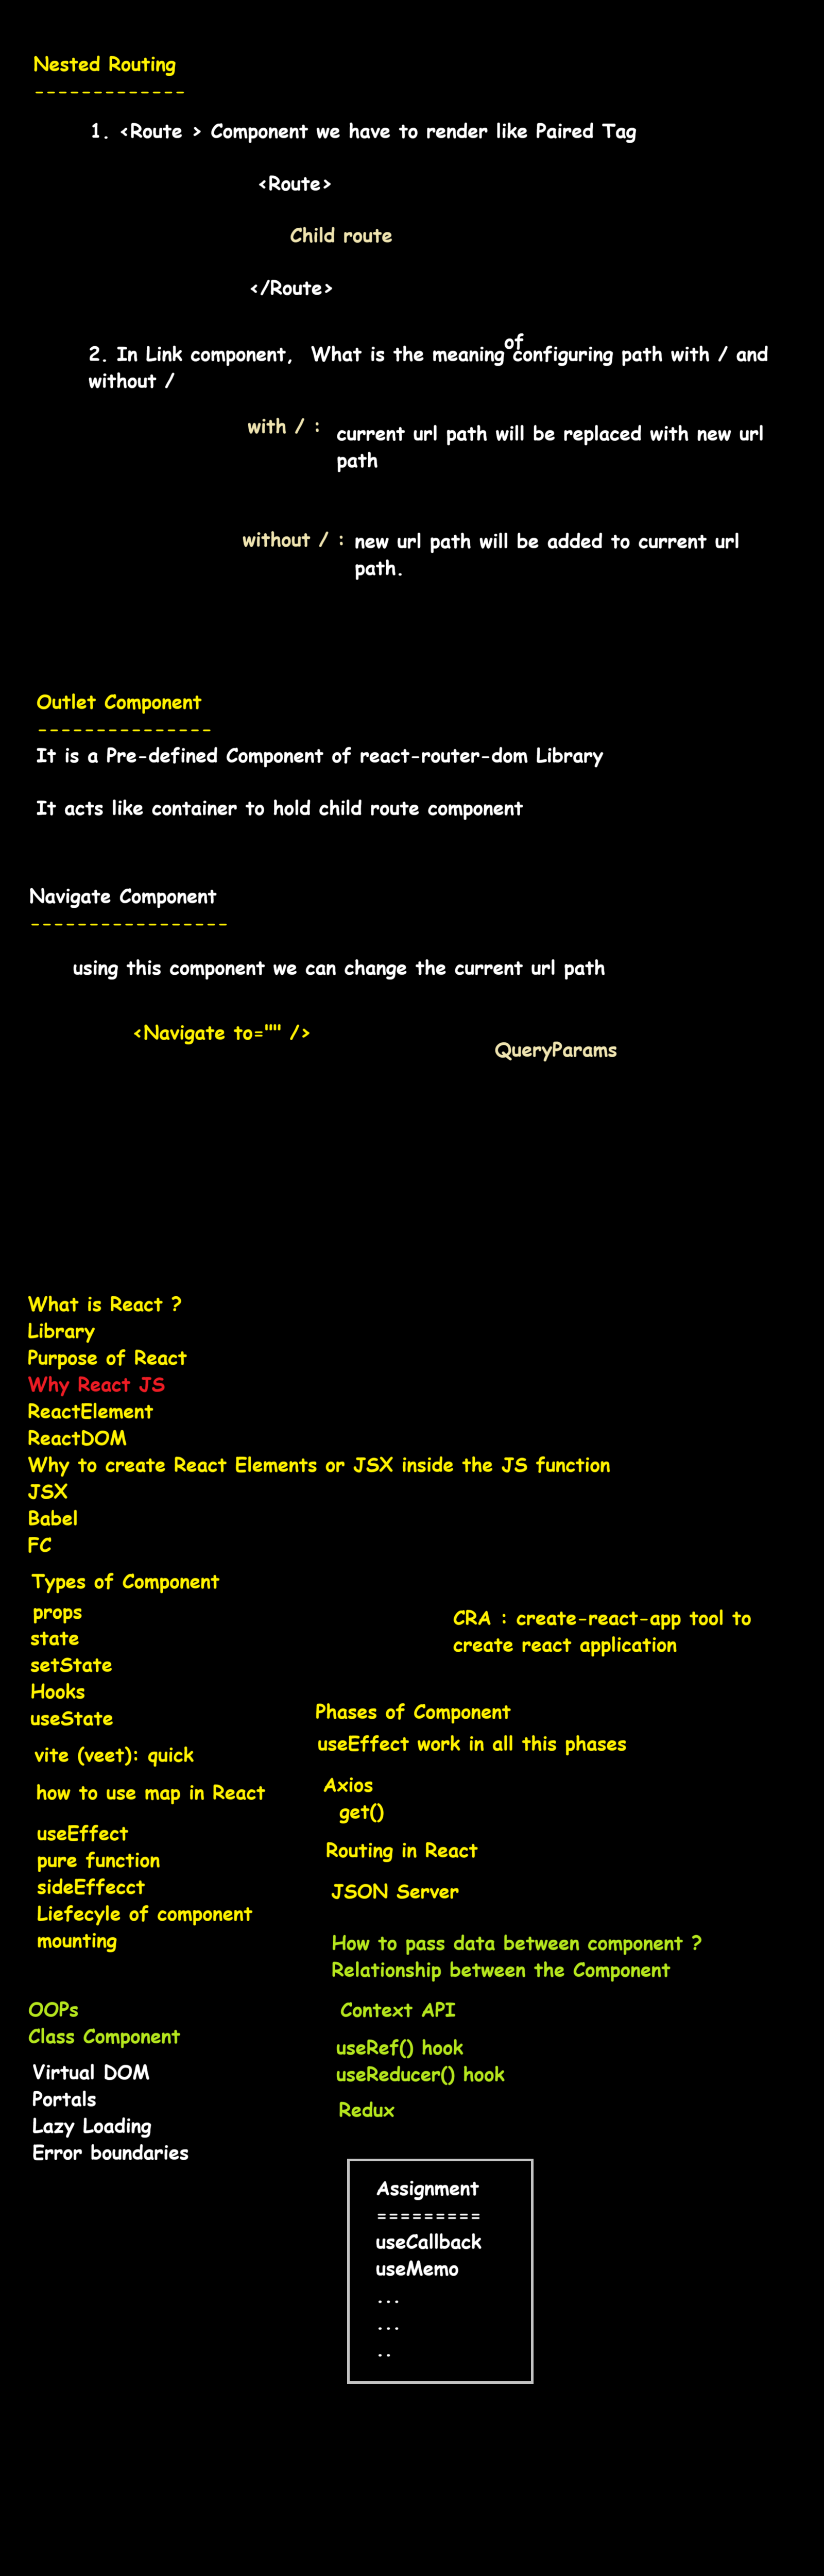 Nested Routing
-------------
1. <Route > Component we have to render like Paired Tag
<Route>
Child route
</Route>
of
2. In Link component, What is the meaning configuring path with / and
without /
with / :
current url path will be replaced with new url
path
without / :
new url path will be added to current url
path.
Outlet Component
---------------
It is a Pre-defined Component of react-router-dom Library
It acts like container to hold child route component
Navigate Component
-----------------
using this component we can change the current url path
<Navigate to="" />
QueryParams
What is React ?
Library
Purpose of React
Why React JS
ReactElement
ReactDOM
Why to create React Elements or JSX inside the JS function
JSX
Babel
FC
Types of Component
props
state
setState
Hooks
useState
vite (veet): quick
how to use map in React
useEffect
pure function
sideEffecct
Liefecyle of component
mounting
OOPs
Class Component
Virtual DOM
Portals
Lazy Loading
Error boundaries
CRA : create-react-app tool to
create react application
Phases of Component
useEffect work in all this phases
Axios
get()
Routing in React
JSON Server
How to pass data between component ?
Relationship between the Component
Context API
useRef() hook
useReducer() hook
Redux
Assignment
=========
useCallback
useMemo
...
...
..